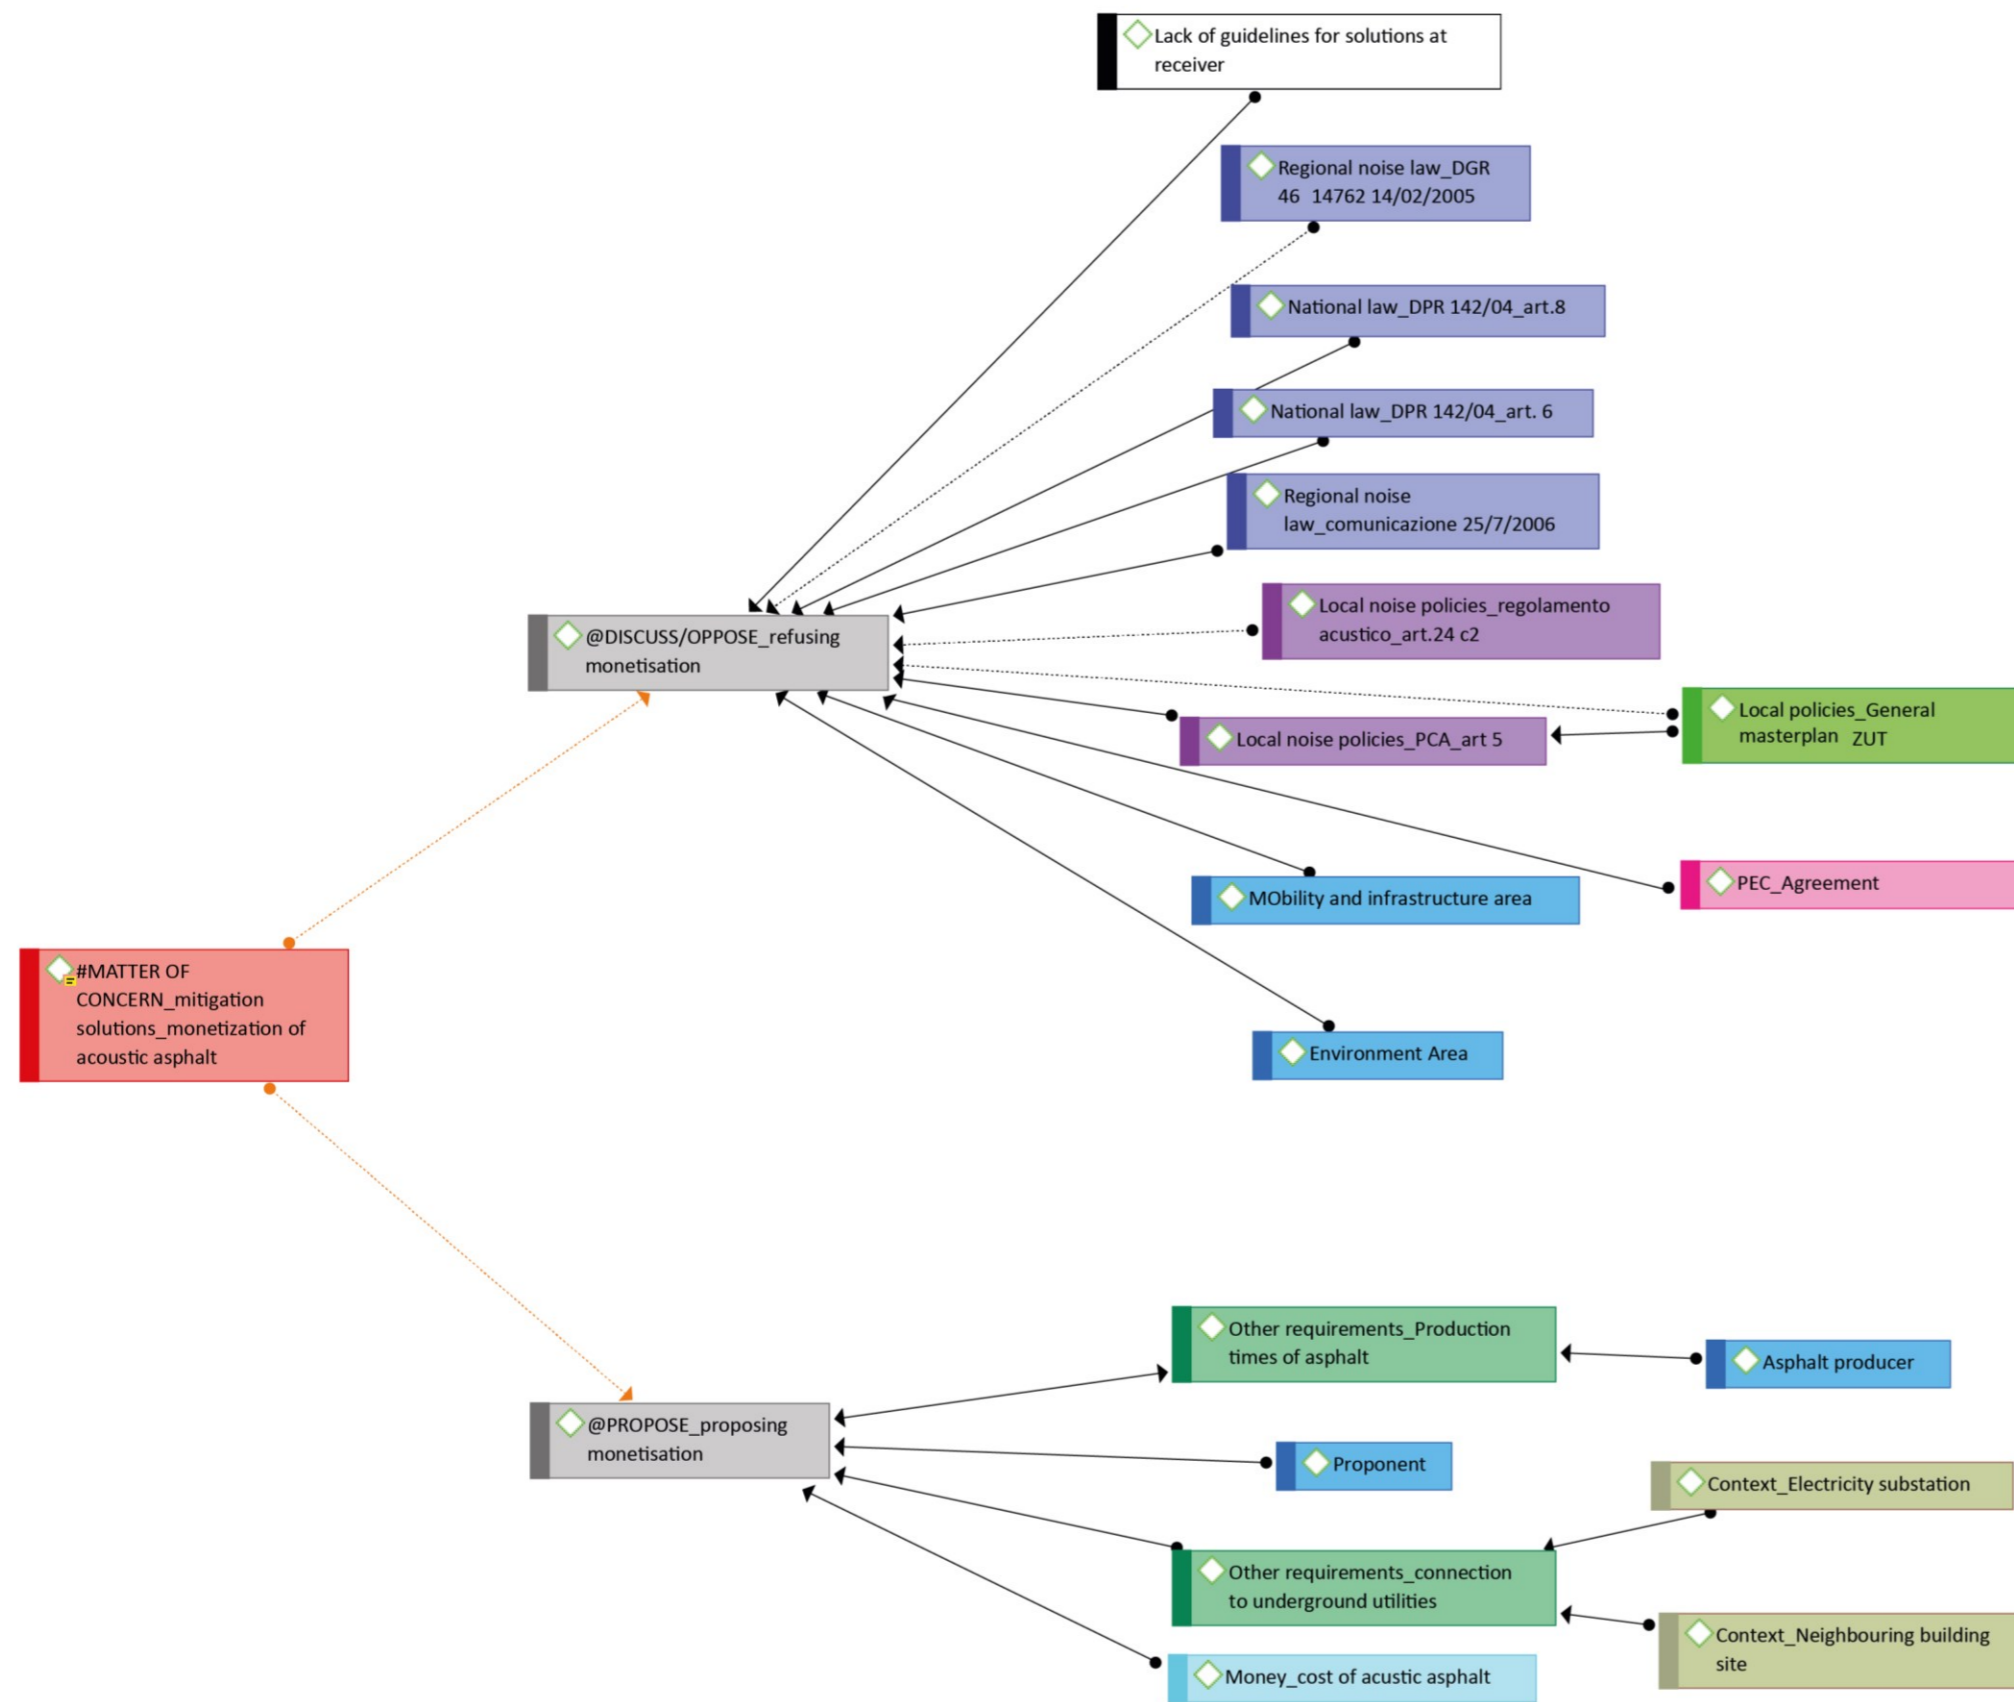 Lack of guidelines for solutions at
receiver
Regional noise law_DGR
46 14762 14/02/2005
National law_DPR 142/04_art.8
National law_DPR 142/04_art. 6
Regional noise
law_comunicazione 25/7/2006
Local noise policies_regolamento
acustico_art.24 c2
@DISCUSS/OPPOSE_refusing
monetisation
Local policies_General
masterplan ZUT
Local noise policies_PCA_art 5
PEC_Agreement
MObility and infrastructure area
#MATTER OF
CONCERN_mitigation
solutions_monetization of
acoustic asphalt
Environment Area
Other requirements_Production
times of asphalt
Asphalt producer
@PROPOSE_proposing
monetisation
Proponent
Context_Electricity substation
Other requirements_connection
to underground utilities
Context_Neighbouring building
site
Money_cost of acustic asphalt